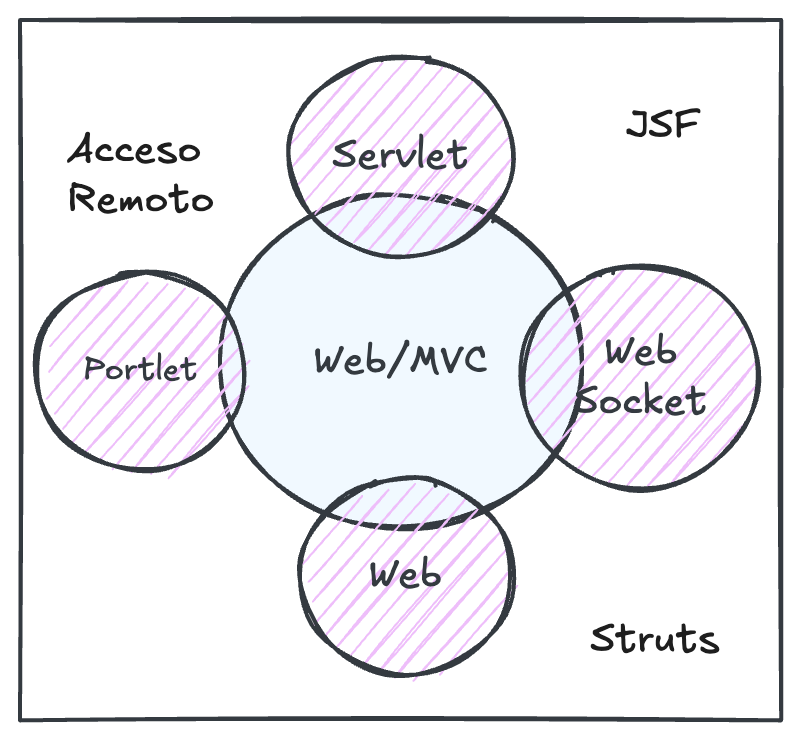 Servlet
JSF
Acceso
Remoto
Portlet
Web/MVC
Web
Socket
Web
Struts